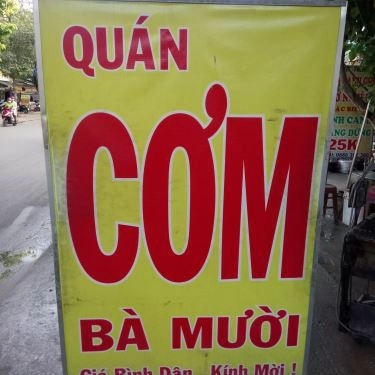 QUÁN
CƠM
BÀ MƯỜI
Giá Bình Dân Kính Mời !
25K